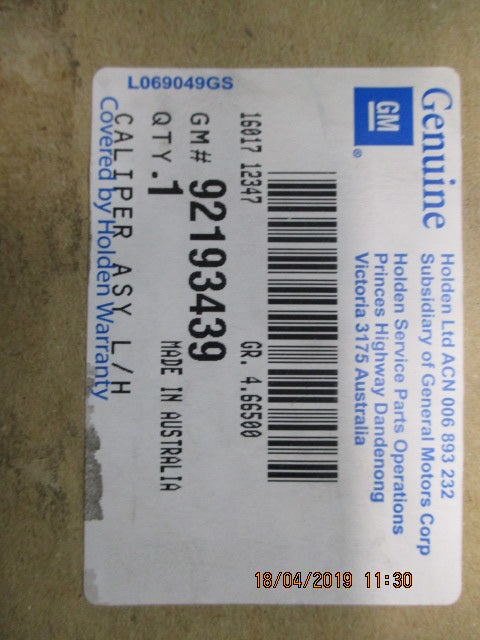 Genuine
GM
®
Holden Ltd ACN 006 893 232
Subsidiary of General Motors Corp
Holden Service Parts Operations
Princes Highway Dandenong
Victoria 3175 Australia
16017 12347
GR. 4.66500
GM# 92193439
QTY. 1
MADE IN AUSTRALIA
CALIPER ASY L/H
Covered by Holden Warranty
L069049GS
18/04/2019 11:30